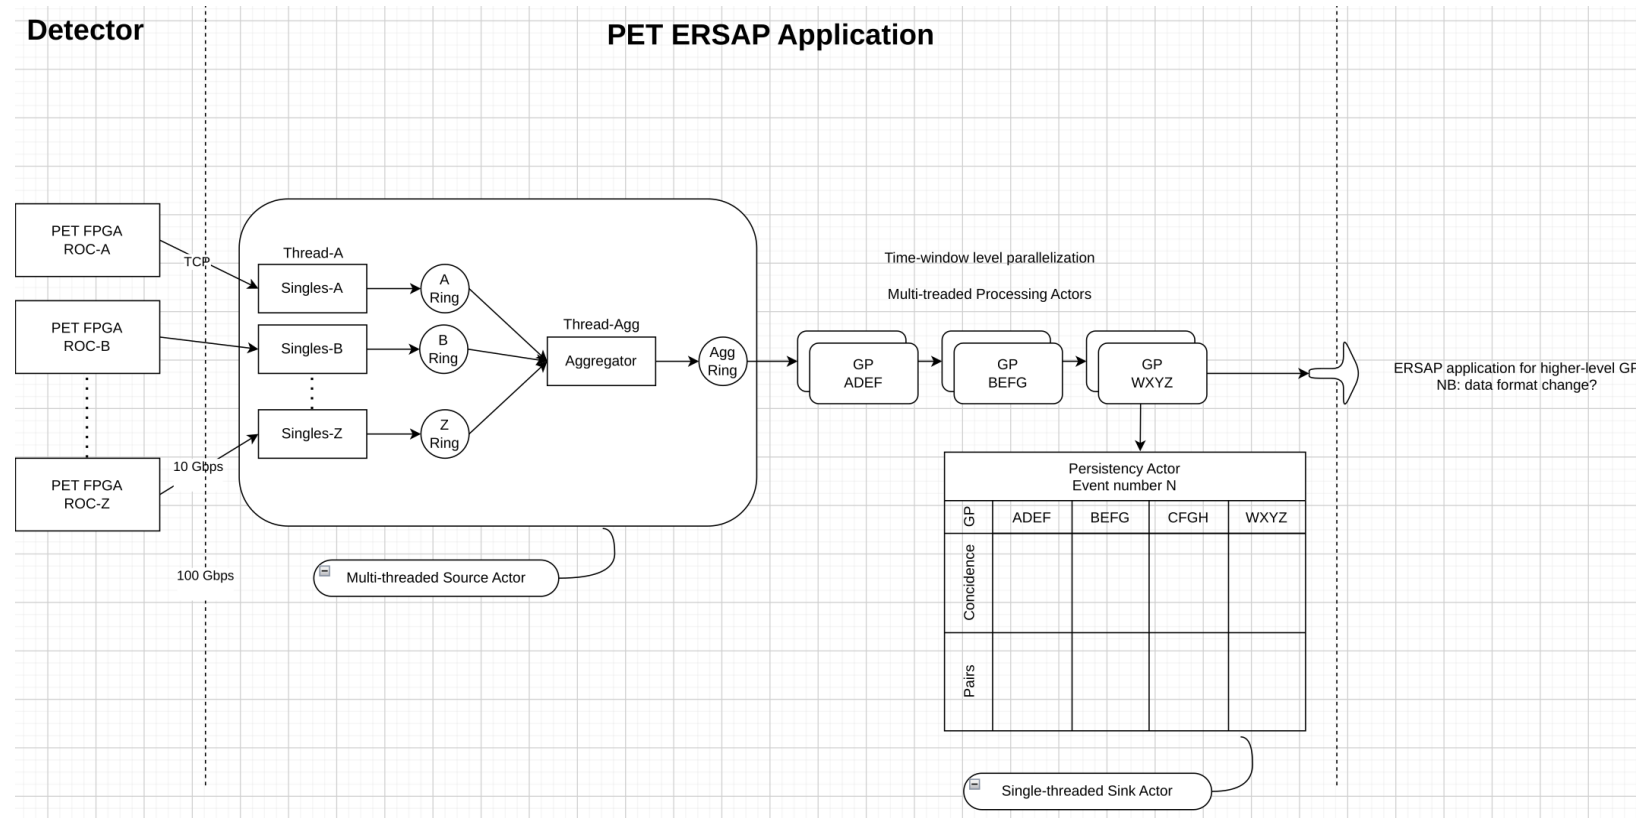 Detector
PET ERSAP Application
PET FPGA
ROC-A
TCP
PET FPGA
ROC-B
10 Gbps
PET FPGA
ROC-Z
100 Gbps
Thread-A
Singles-A
A
Ring
Singles-B
B
Ring
Singles-Z
Z
Ring
Thread-Agg
Aggregator
Agg
Ring
Multi-threaded Source Actor
Time-window level parallelization
Multi-treaded Processing Actors
GP
ADEF
GP
BEFG
GP
WXYZ
ERSAP application for higher-level GP
NB: data format change?
Persistency Actor
Event number N
GP ADEF BEFG CFGH WXYZ
Concidence
Pairs
Single-threaded Sink Actor